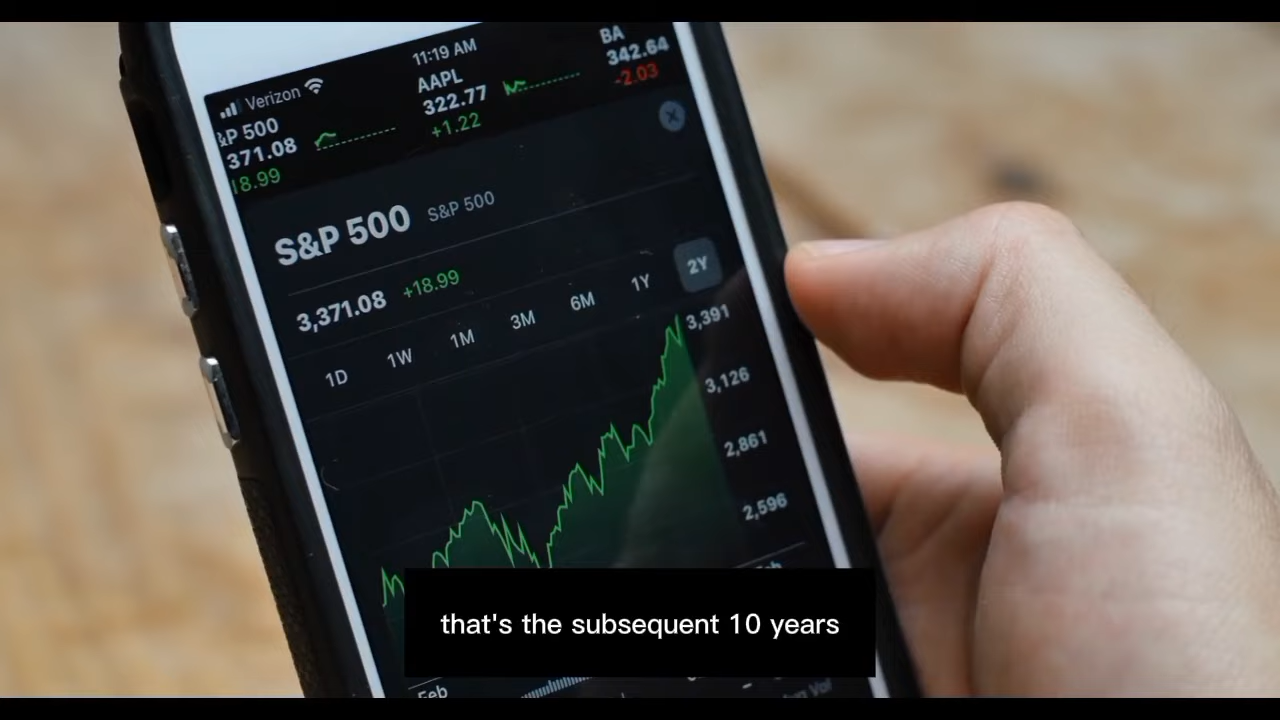 Verizon
11:19 AM
&P 500
371.08
18.99
AAPL
322.77
+1.22
BA
342.64
-2.03
S&P 500 S&P 500
3,371.08 +18.99
1D 1W 1M 3M 6M 1Y 2Y
3,391
3,126
2,861
2,596
Feb
that's the subsequent 10 years
Feb
Vol